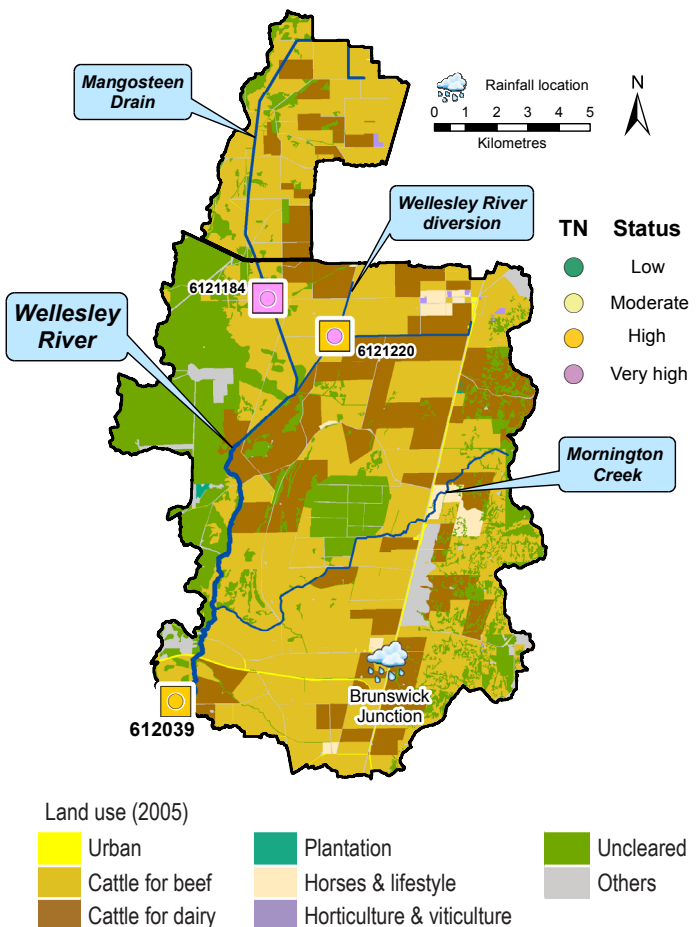 Mangosteen
Drain
Rainfall location
N
0 1 2 3 4 5
Kilometres
Wellesley River
diversion
TN Status
Low
Moderate
High
Very high
6121184
Wellesley
River
6121220
Mornington
Creek
Brunswick
Junction
612039
Land use (2005)
Urban
Plantation
Uncleared
Cattle for beef
Horses & lifestyle
Others
Cattle for dairy
Horticulture & viticulture